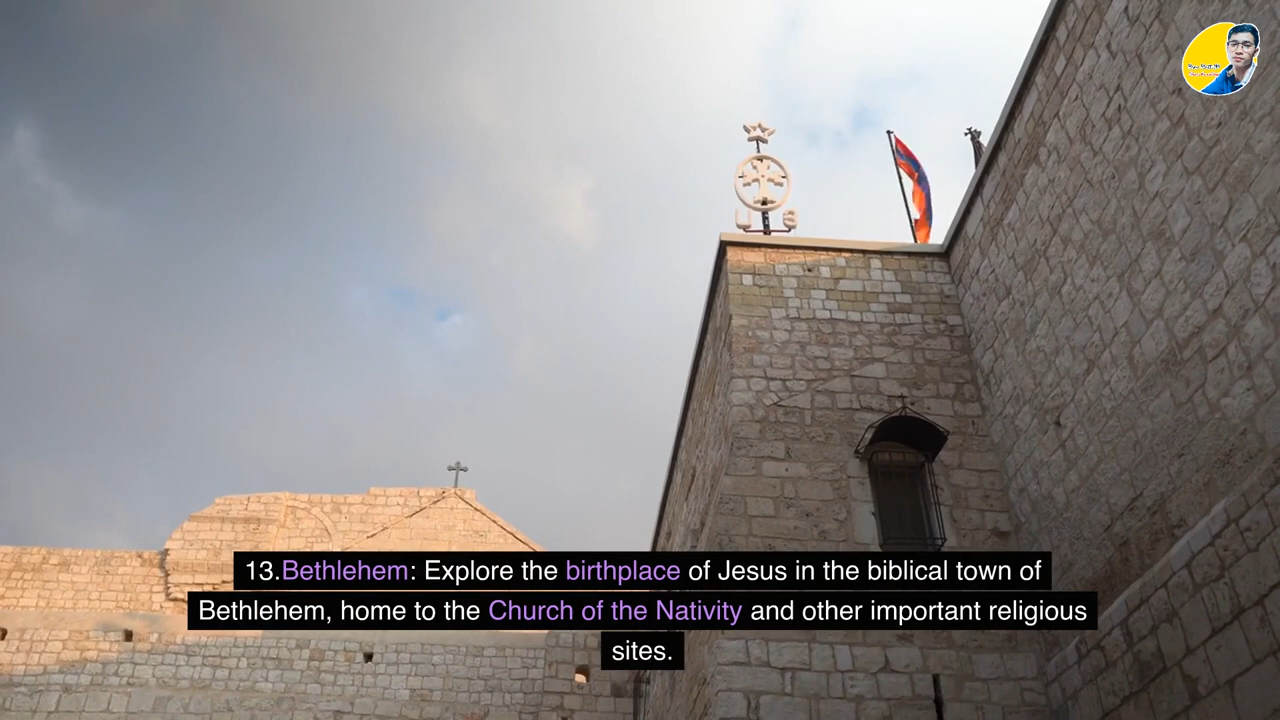 13.Bethlehem: Explore the birthplace of Jesus in the biblical town of
Bethlehem, home to the Church of the Nativity and other important religious
sites.